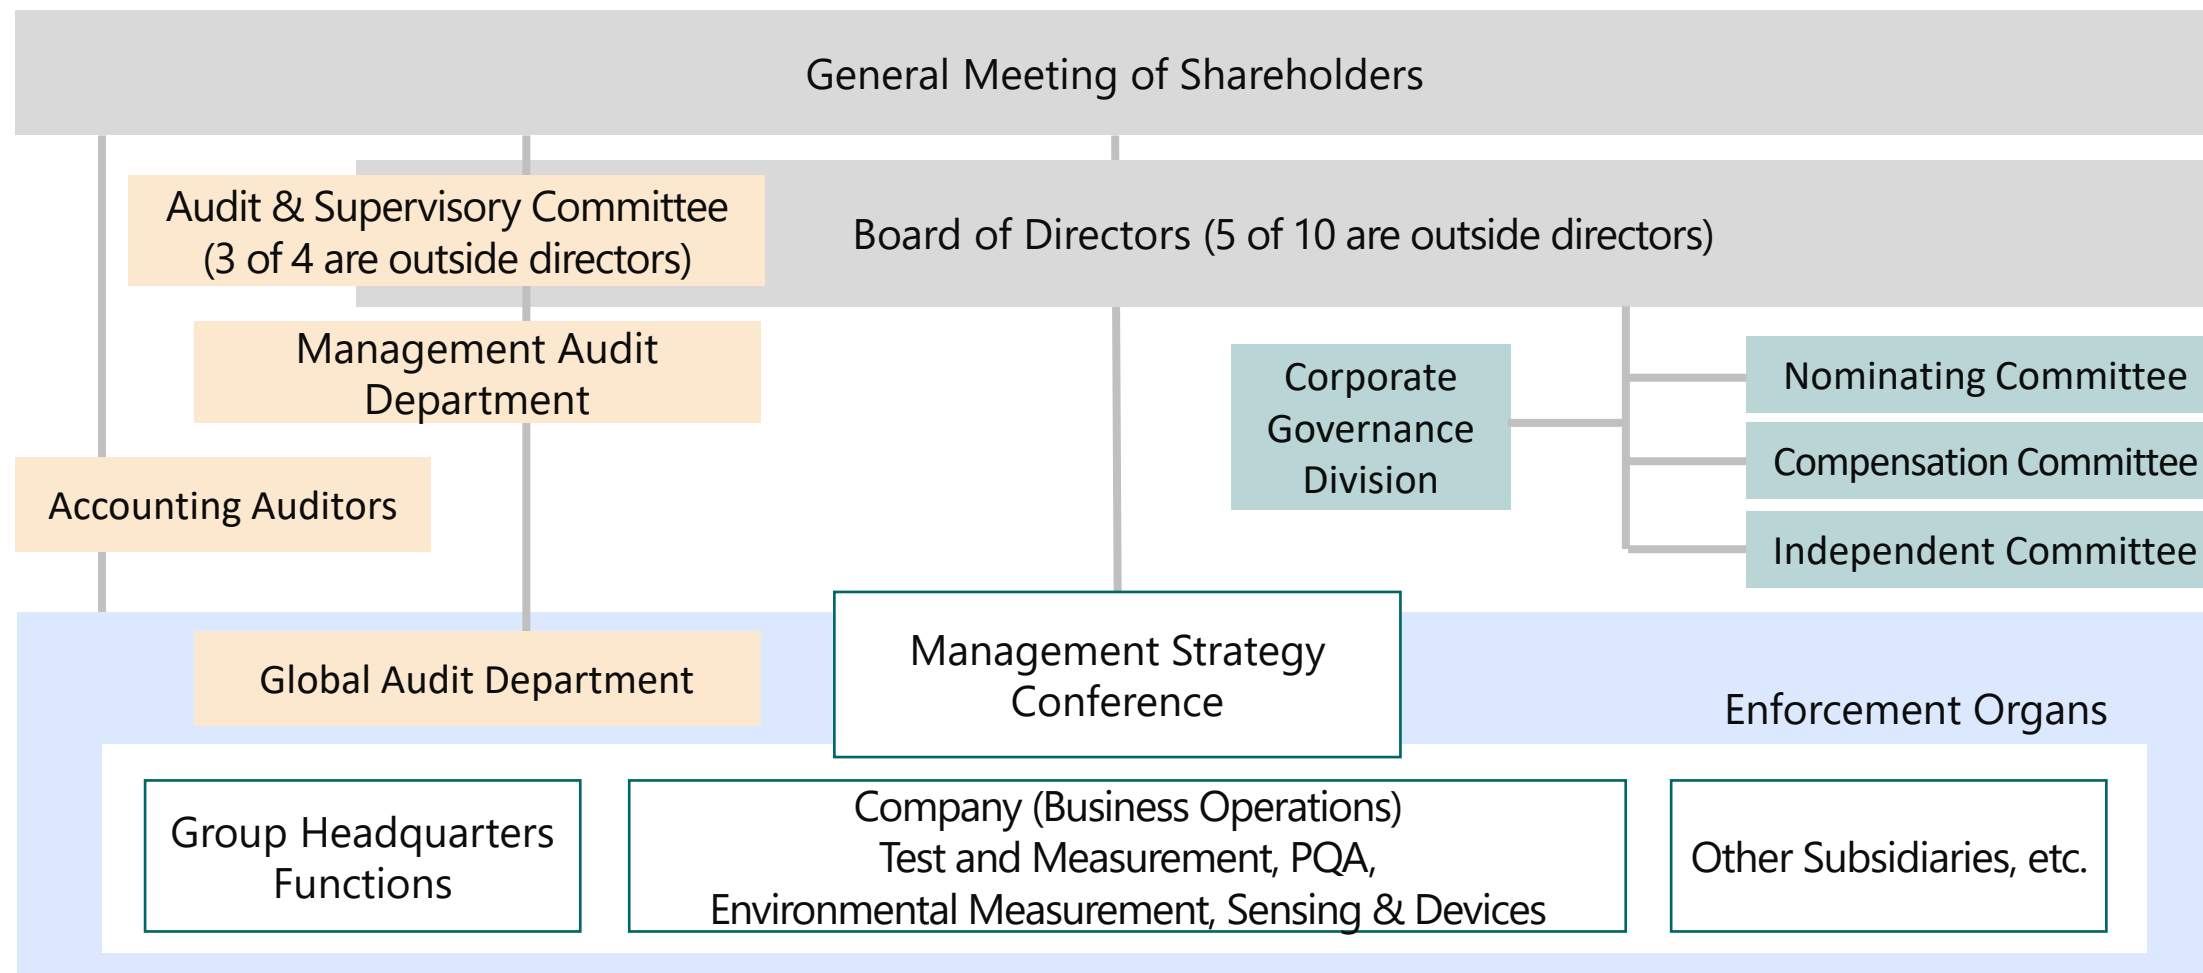 General Meeting of Shareholders
Audit & Supervisory Committee
(3 of 4 are outside directors)
Board of Directors (5 of 10 are outside directors)
Management Audit
Department
Corporate
Governance
Division
Nominating Committee
Compensation Committee
Independent Committee
Accounting Auditors
Global Audit Department
Management Strategy
Conference
Enforcement Organs
Group Headquarters
Functions
Company (Business Operations)
Test and Measurement, PQA,
Environmental Measurement, Sensing & Devices
Other Subsidiaries, etc.